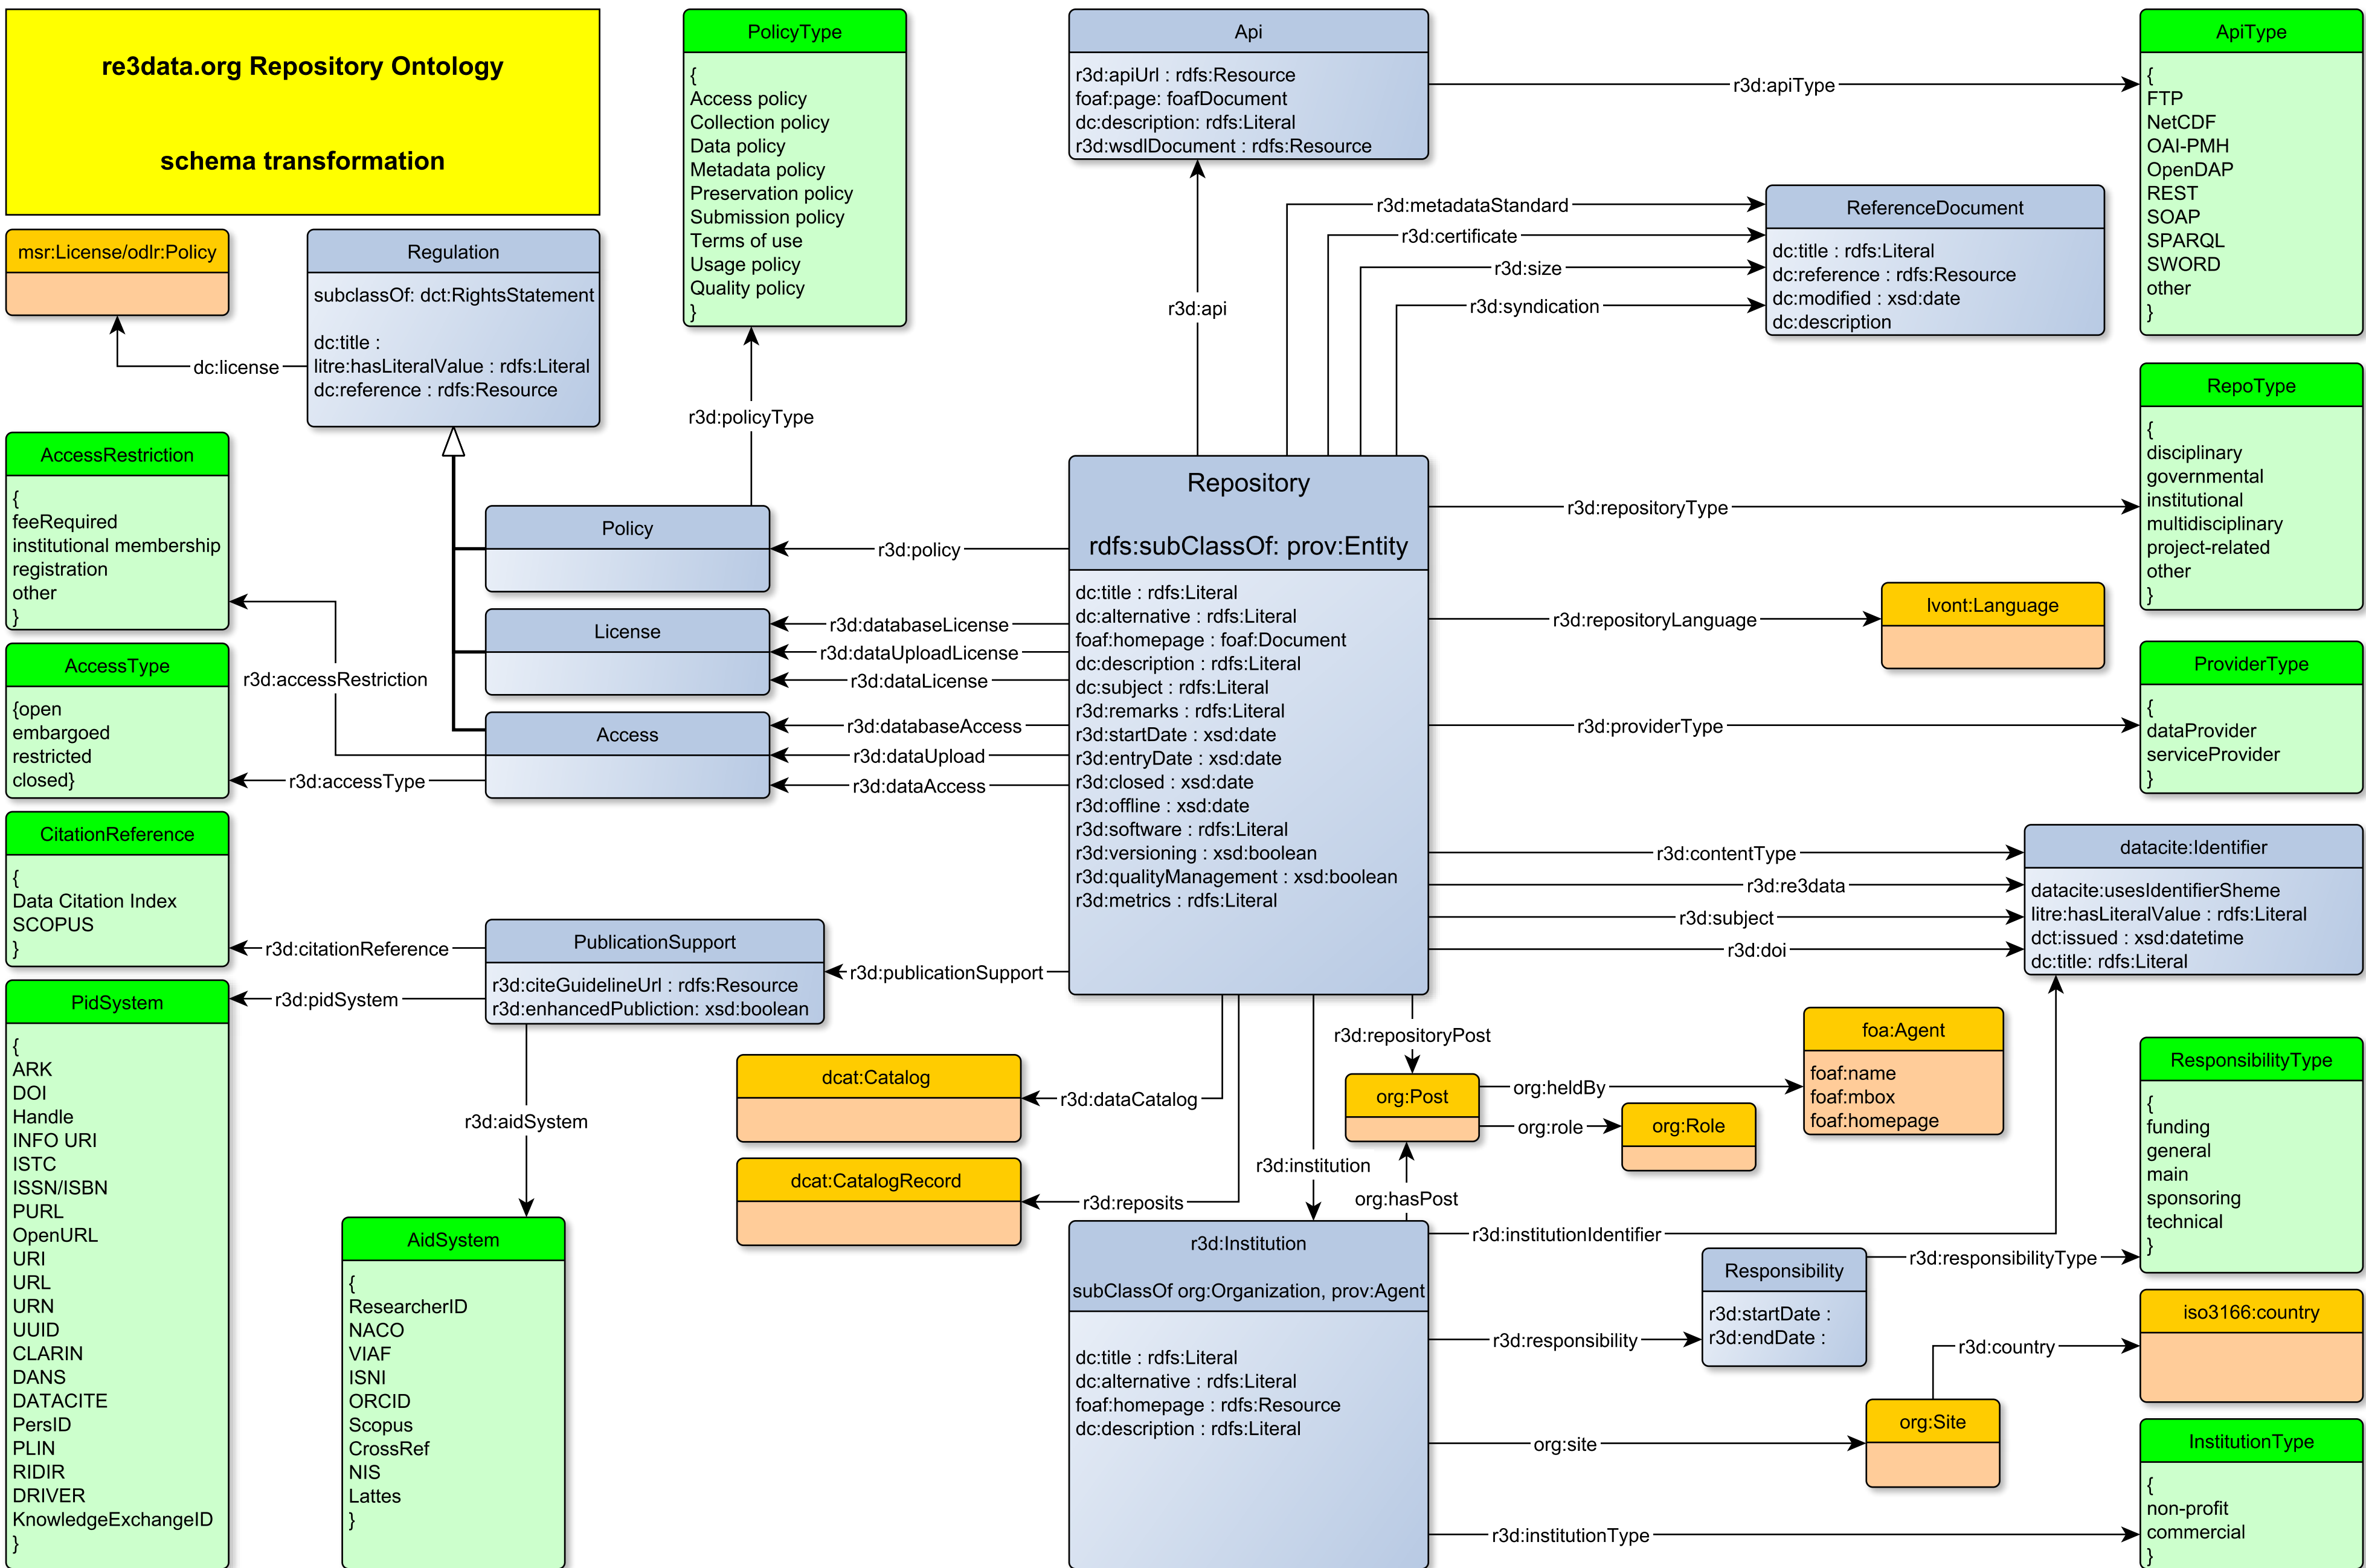 re3data.org Repository Ontology
schema transformation
PolicyType
{
Access policy
Collection policy
Data policy
Metadata policy
Preservation policy
Submission policy
Terms of use
Usage policy
Quality policy
}
Api
r3d:apiUrl : rdfs:Resource
foaf:page: foafDocument
dc:description: rdfs:Literal
r3d:wsdlDocument : rdfs:Resource
r3d:apiType
ApiType
{
FTP
NetCDF
OAI-PMH
OpenDAP
REST
SOAP
SPARQL
SWORD
other
}
msr:License/odlr:Policy
dc:license
Regulation
subclassOf: dct:RightsStatement
dc:title :
litre:hasLiteralValue : rdfs:Literal
dc:reference : rdfs:Resource
r3d:policyType
r3d:api
r3d:metadataStandard
r3d:certificate
r3d:size
r3d:syndication
ReferenceDocument
dc:title : rdfs:Literal
dc:reference : rdfs:Resource
dc:modified : xsd:date
dc:description
RepoType
{
disciplinary
governmental
institutional
multidisciplinary
project-related
other
}
AccessRestriction
{
feeRequired
institutional membership
registration
other
}
AccessType
{open
embargoed
restricted
closed}
r3d:accessRestriction
r3d:accessType
Policy
License
Access
r3d:policy
r3d:databaseLicense
r3d:dataUploadLicense
r3d:dataLicense
r3d:databaseAccess
r3d:dataUpload
r3d:dataAccess
Repository
rdfs:subClassOf: prov:Entity
dc:title : rdfs:Literal
dc:alternative : rdfs:Literal
foaf:homepage : foaf:Document
dc:description : rdfs:Literal
dc:subject : rdfs:Literal
r3d:remarks : rdfs:Literal
r3d:startDate : xsd:date
r3d:entryDate : xsd:date
r3d:closed : xsd:date
r3d:offline : xsd:date
r3d:software : rdfs:Literal
r3d:versioning : xsd:boolean
r3d:qualityManagement : xsd:boolean
r3d:metrics : rdfs:Literal
r3d:repositoryType
r3d:repositoryLanguage
lvont:Language
r3d:providerType
ProviderType
{
dataProvider
serviceProvider
}
r3d:contentType
r3d:re3data
r3d:subject
r3d:doi
datacite:Identifier
datacite:usesIdentifierSheme
litre:hasLiteralValue : rdfs:Literal
dct:issued : xsd:datetime
dc:title: rdfs:Literal
CitationReference
{
Data Citation Index
SCOPUS
}
r3d:citationReference
r3d:pidSystem
PublicationSupport
r3d:citeGuidelineUrl : rdfs:Resource
r3d:enhancedPubliction: xsd:boolean
r3d:publicationSupport
PidSystem
{
ARK
DOI
Handle
INFO URI
ISTC
ISSN/ISBN
PURL
OpenURL
URI
URL
URN
UUID
CLARIN
DANS
DATACITE
PersID
PLIN
RIDIR
DRIVER
KnowledgeExchangeID
}
r3d:aidSystem
AidSystem
{
ResearcherID
NACO
VIAF
ISNI
ORCID
Scopus
CrossRef
NIS
Lattes
}
dcat:Catalog
r3d:dataCatalog
dcat:CatalogRecord
r3d:reposits
r3d:institution
r3d:repositoryPost
org:Post
org:heldBy
org:role
org:hasPost
foa:Agent
foaf:name
foaf:mbox
foaf:homepage
org:Role
ResponsibilityType
{
funding
general
main
sponsoring
technical
}
r3d:Institution
subClassOf org:Organization, prov:Agent
dc:title : rdfs:Literal
dc:alternative : rdfs:Literal
foaf:homepage : rdfs:Resource
dc:description : rdfs:Literal
r3d:institutionIdentifier
r3d:responsibility
Responsibility
r3d:startDate :
r3d:endDate :
r3d:responsibilityType
iso3166:country
r3d:country
org:site
org:Site
r3d:institutionType
InstitutionType
{
non-profit
commercial
}